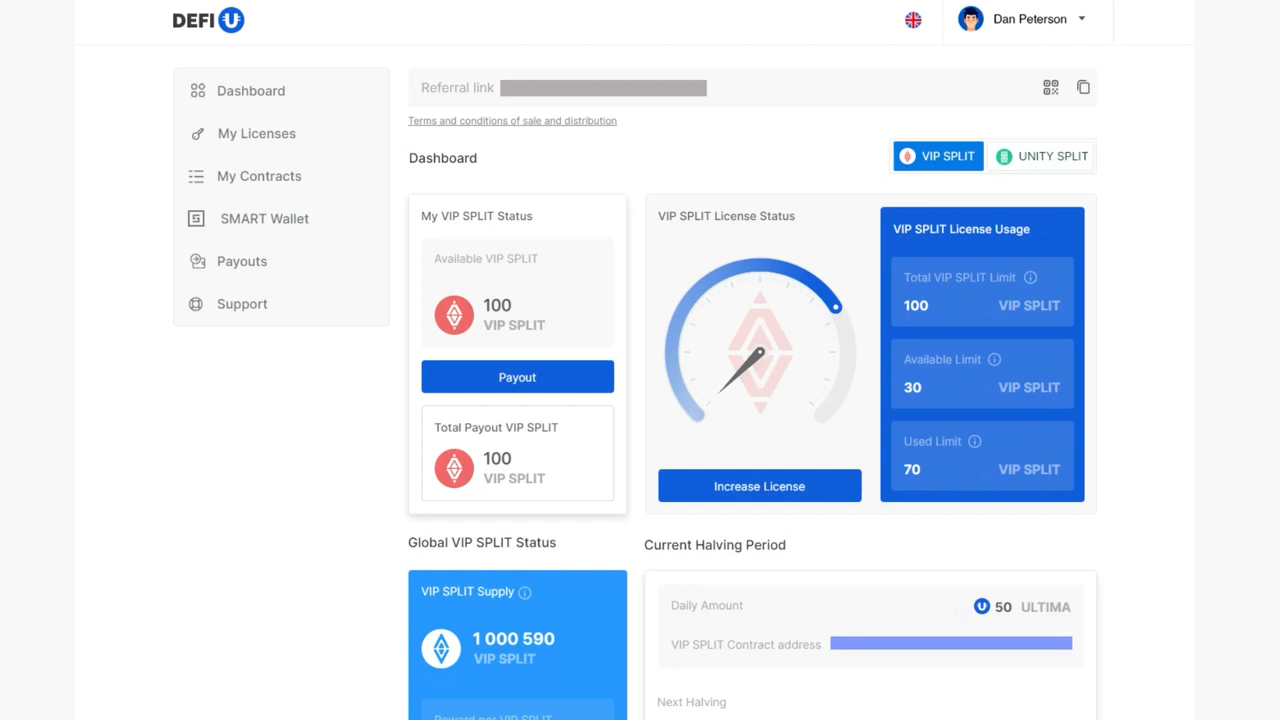 DEFI U
Dan Peterson
Dashboard
My Licenses
My Contracts
SMART Wallet
Payouts
Support
Referral link
Terms and conditions of sale and distribution
Dashboard
VIP SPLIT
UNITY SPLIT
My VIP SPLIT Status
Available VIP SPLIT
100
VIP SPLIT
Payout
Total Payout VIP SPLIT
100
VIP SPLIT
VIP SPLIT License Status
Increase License
VIP SPLIT License Usage
Total VIP SPLIT Limit
100 VIP SPLIT
Available Limit
30 VIP SPLIT
Used Limit
70 VIP SPLIT
Global VIP SPLIT Status
VIP SPLIT Supply
1 000 590
VIP SPLIT
Reward per VIP SPLIT
Current Halving Period
Daily Amount 50 ULTIMA
VIP SPLIT Contract address
Next Halving